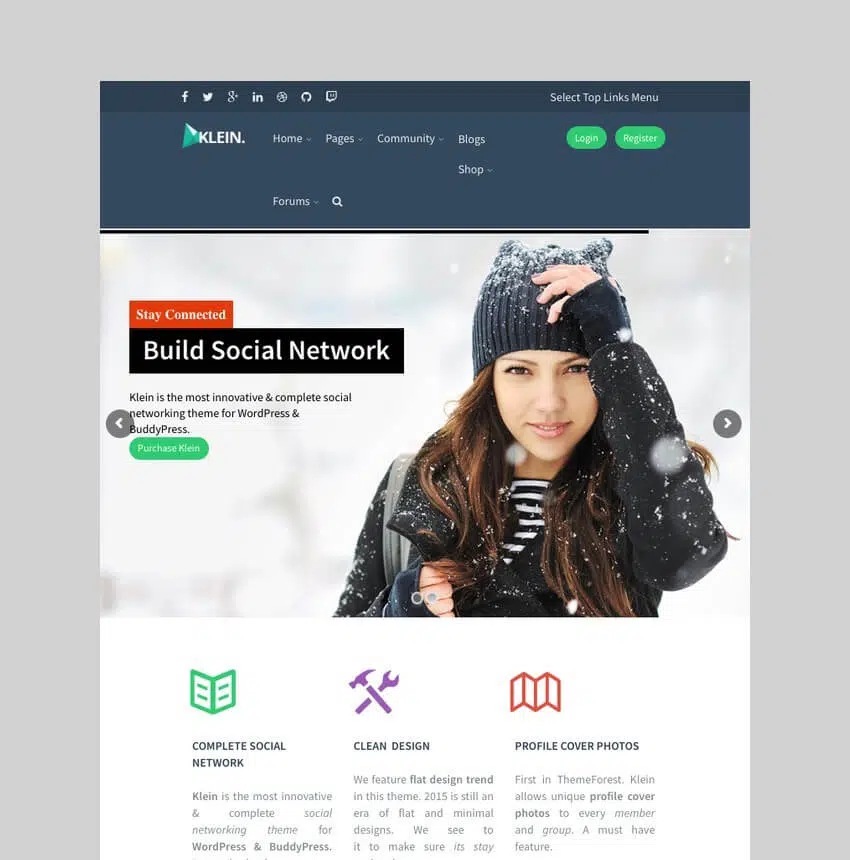 Select Top Links Menu
KLEIN.
Home
Pages
Community
Blogs
Login
Register
Shop
Forums
Stay Connected
Build Social Network
Klein is the most innovative & complete social
networking theme for WordPress &
BuddyPress.
Purchase Klein
COMPLETE SOCIAL
NETWORK
Klein is the most innovative
& complete social
networking theme for
WordPress & BuddyPress.
CLEAN DESIGN
We feature flat design trend
in this theme. 2015 is still an
era of flat and minimal
designs. We see to
it to make sure its stay
PROFILE COVER PHOTOS
First in ThemeForest. Klein
allows unique profile cover
photos to every member
and group. A must have
feature.